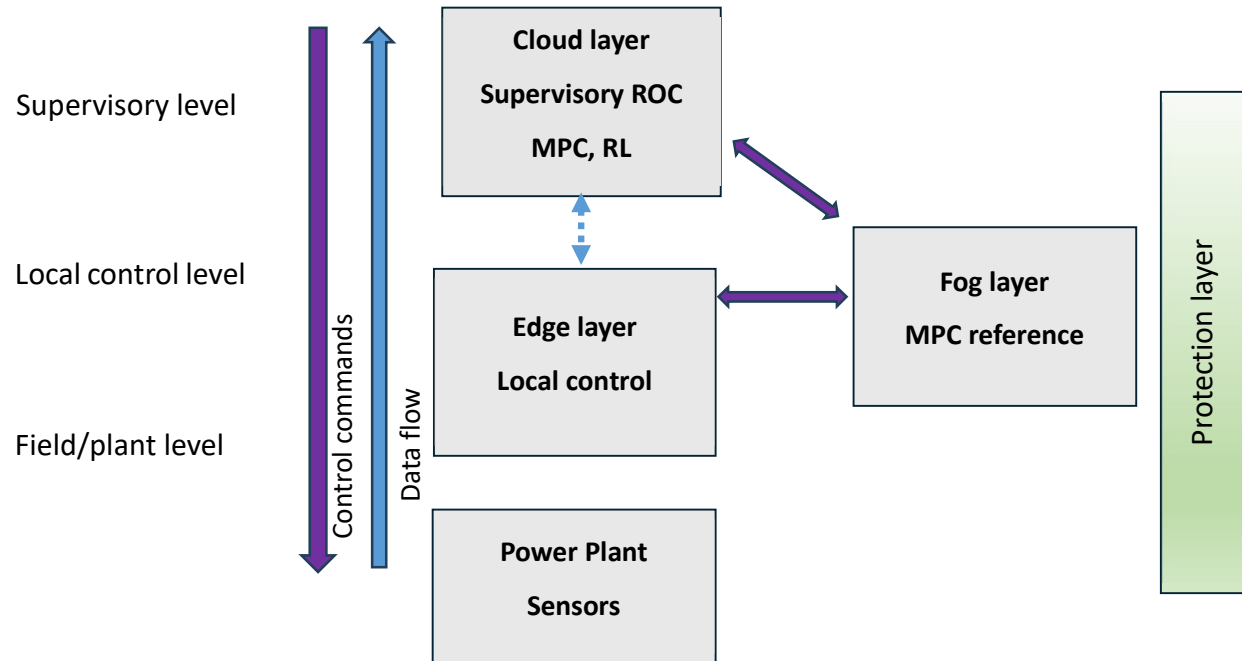 Supervisory level
Local control level
Field/plant level
Control commands
Data flow
Cloud layer
Supervisory ROC
MPC, RL
Edge layer
Local control
Power Plant
Sensors
Fog layer
MPC reference
Protection layer